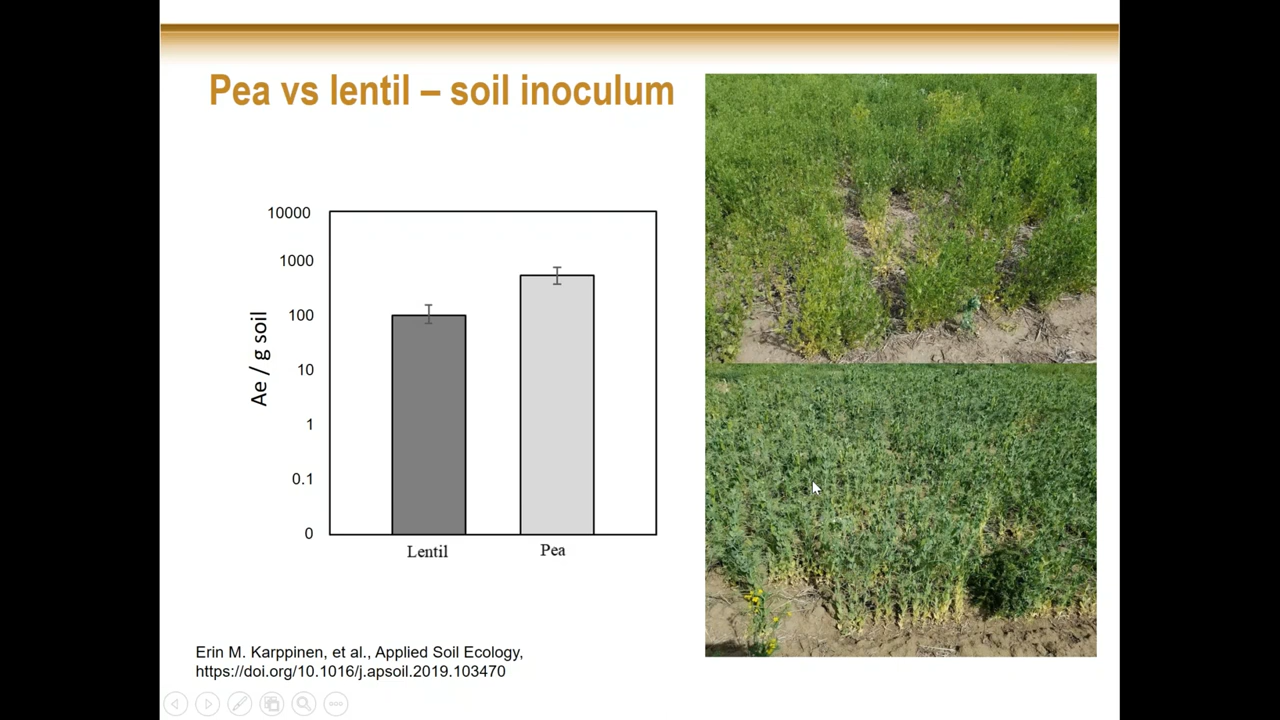 Pea vs lentil – soil inoculum
10000
1000
100
10
1
0.1
0
Ae / g soil
Lentil
Pea
Erin M. Karppinen, et al., Applied Soil Ecology,
https://doi.org/10.1016/j.apsoil.2019.103470